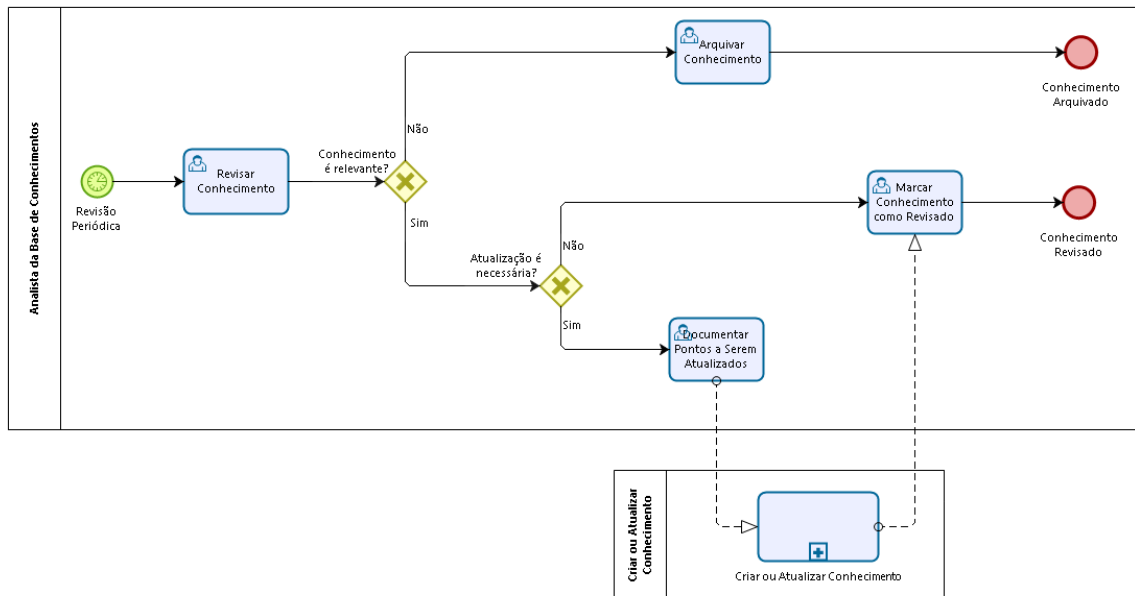 Analista da Base de Conhecimentos
Revisão
Periódica
Revisar
Conhecimento
Conhecimento
é relevante?
Não
Sim
Arquivar
Conhecimento
Conhecimento
Arquivado
Atualização é
necessária?
Não
Sim
Marcar
Conhecimento
como Revisado
Conhecimento
Revisado
Documentar
Pontos a Serem
Atualizados
Criar ou Atualizar
Conhecimento
Criar ou Atualizar Conhecimento